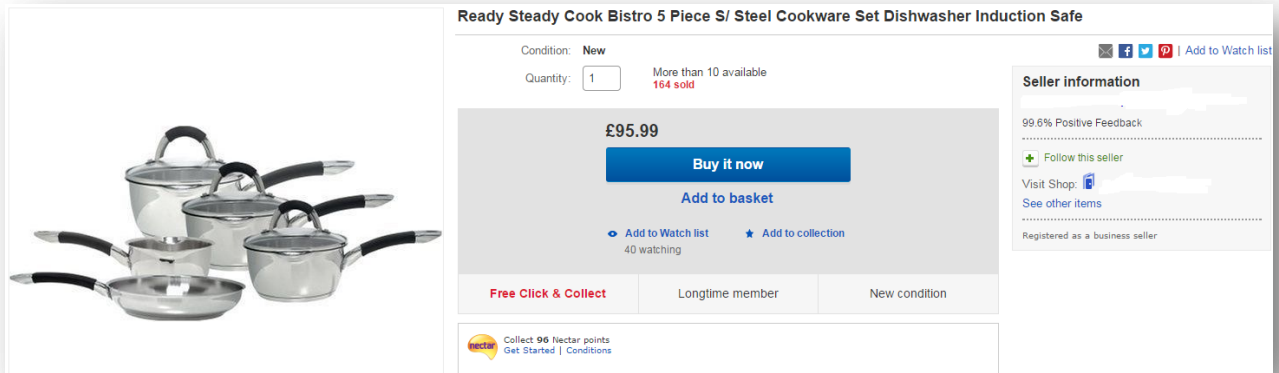 Ready Steady Cook Bistro 5 Piece S/ Steel Cookware Set Dishwasher Induction Safe
Condition: New
Quantity: 1
More than 10 available
164 sold
£95.99
Buy it now
Add to basket
Add to Watch list
Add to collection
40 watching
Free Click & Collect
Longtime member
New condition
nectar
Collect 96 Nectar points
Get Started | Conditions
| Add to Watch list
Seller information
99.6% Positive Feedback
Follow this seller
Visit Shop:
See other items
Registered as a business seller